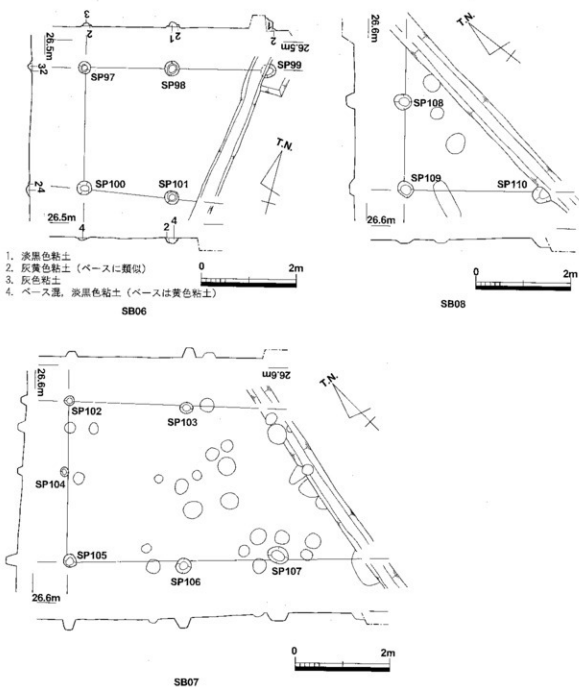 3
2
2 1
1
2
26.5m
26.5m
3 2
SP97
SP98
SP99
T.N.
2 4
SP100
SP101
26.5m
4
2
4
1. 淡黒色粘土
2. 灰黄色粘土（ベースに類似）
3. 灰色粘土
4. ベース混，淡黒色粘土（ベースは黄色粘土）
0
2m
SB06
26.6m
T.N.
SP108
SP109
SP110
26.6m
0
2m
SB08
26.6m
26.6m
T.N.
SP102
SP103
SP104
SP105
SP106
SP107
26.6m
0
2m
SB07